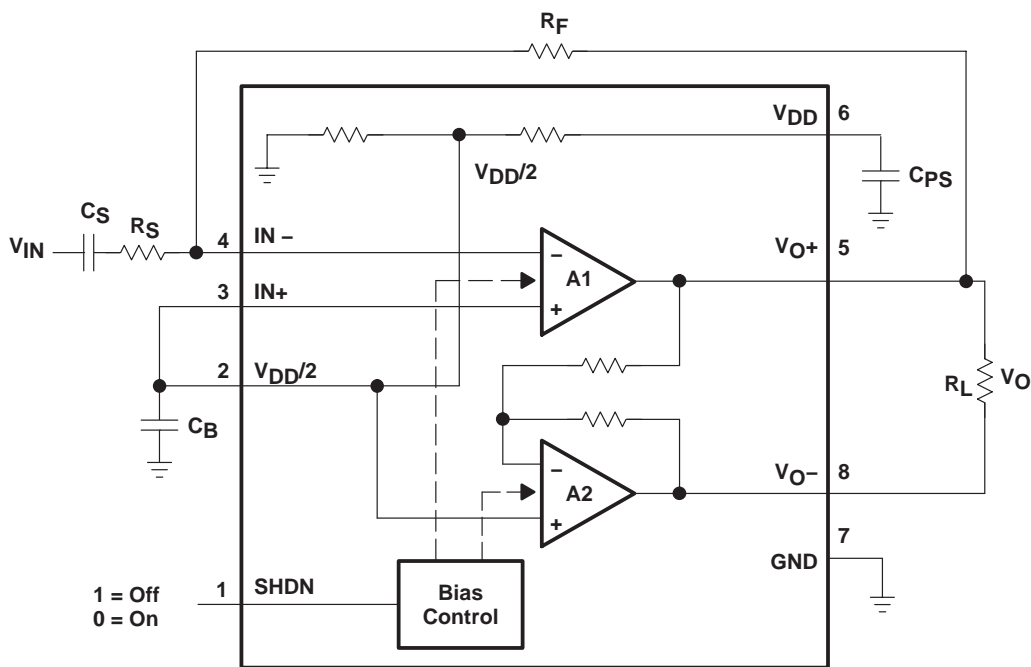 RF
VDD 6
VDD/2
CPS
CS
RS
VIN
4 IN –
VO+ 5
–
A1
+
3 IN+
2 VDD/2
CB
RL
VO
–
A2
+
VO– 8
7
GND
1 SHDN
1 = Off
0 = On
Bias
Control